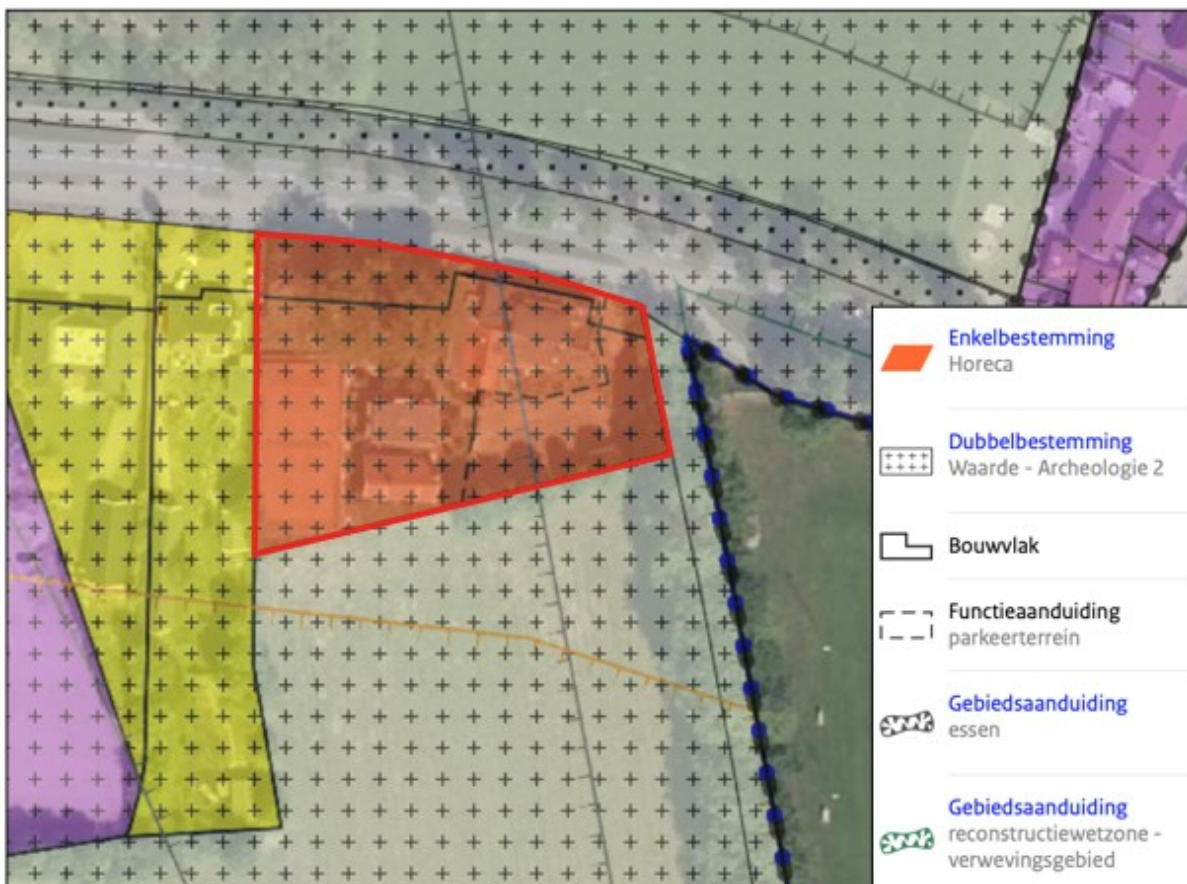 Enkelbestemming
Horeca
Dubbelbestemming
Waarde - Archeologie 2
Bouwvlak
Functieaanduiding
parkeerterrein
Gebiedsaanduiding
essen
Gebiedsaanduiding
reconstructiewetzone -
verwevingsgebied